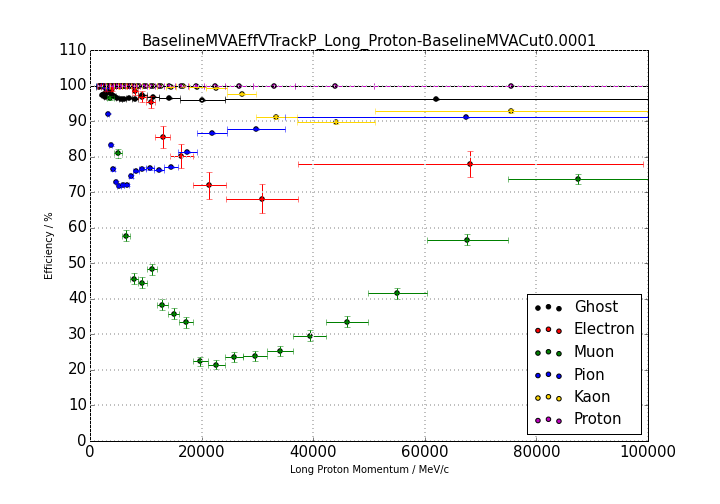 BaselineMVAEffVTrackP_Long_Proton-BaselineMVACut0.0001
110
100
90
80
70
60
50
40
30
20
10
0
Efficiency / %
0 20000 40000 60000 80000 100000
Long Proton Momentum / MeV/c
Ghost
Electron
Muon
Pion
Kaon
Proton